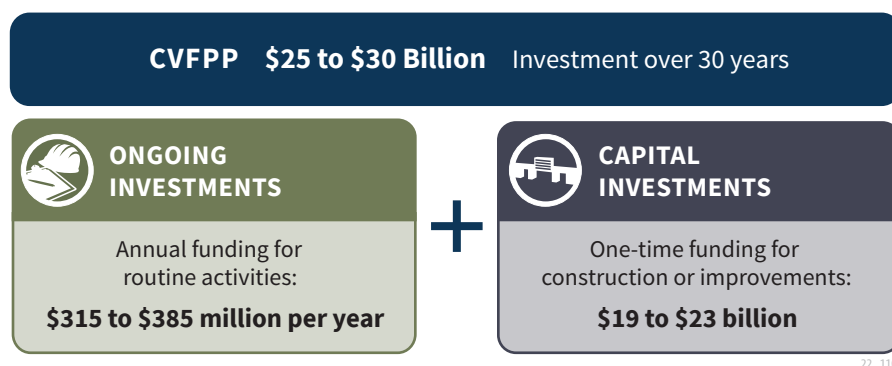 CVFPP $25 to $30 Billion Investment over 30 years
ONGOING
INVESTMENTS
Annual funding for
routine activities:
$315 to $385 million per year
+
CAPITAL
INVESTMENTS
One-time funding for
construction or improvements:
$19 to $23 billion